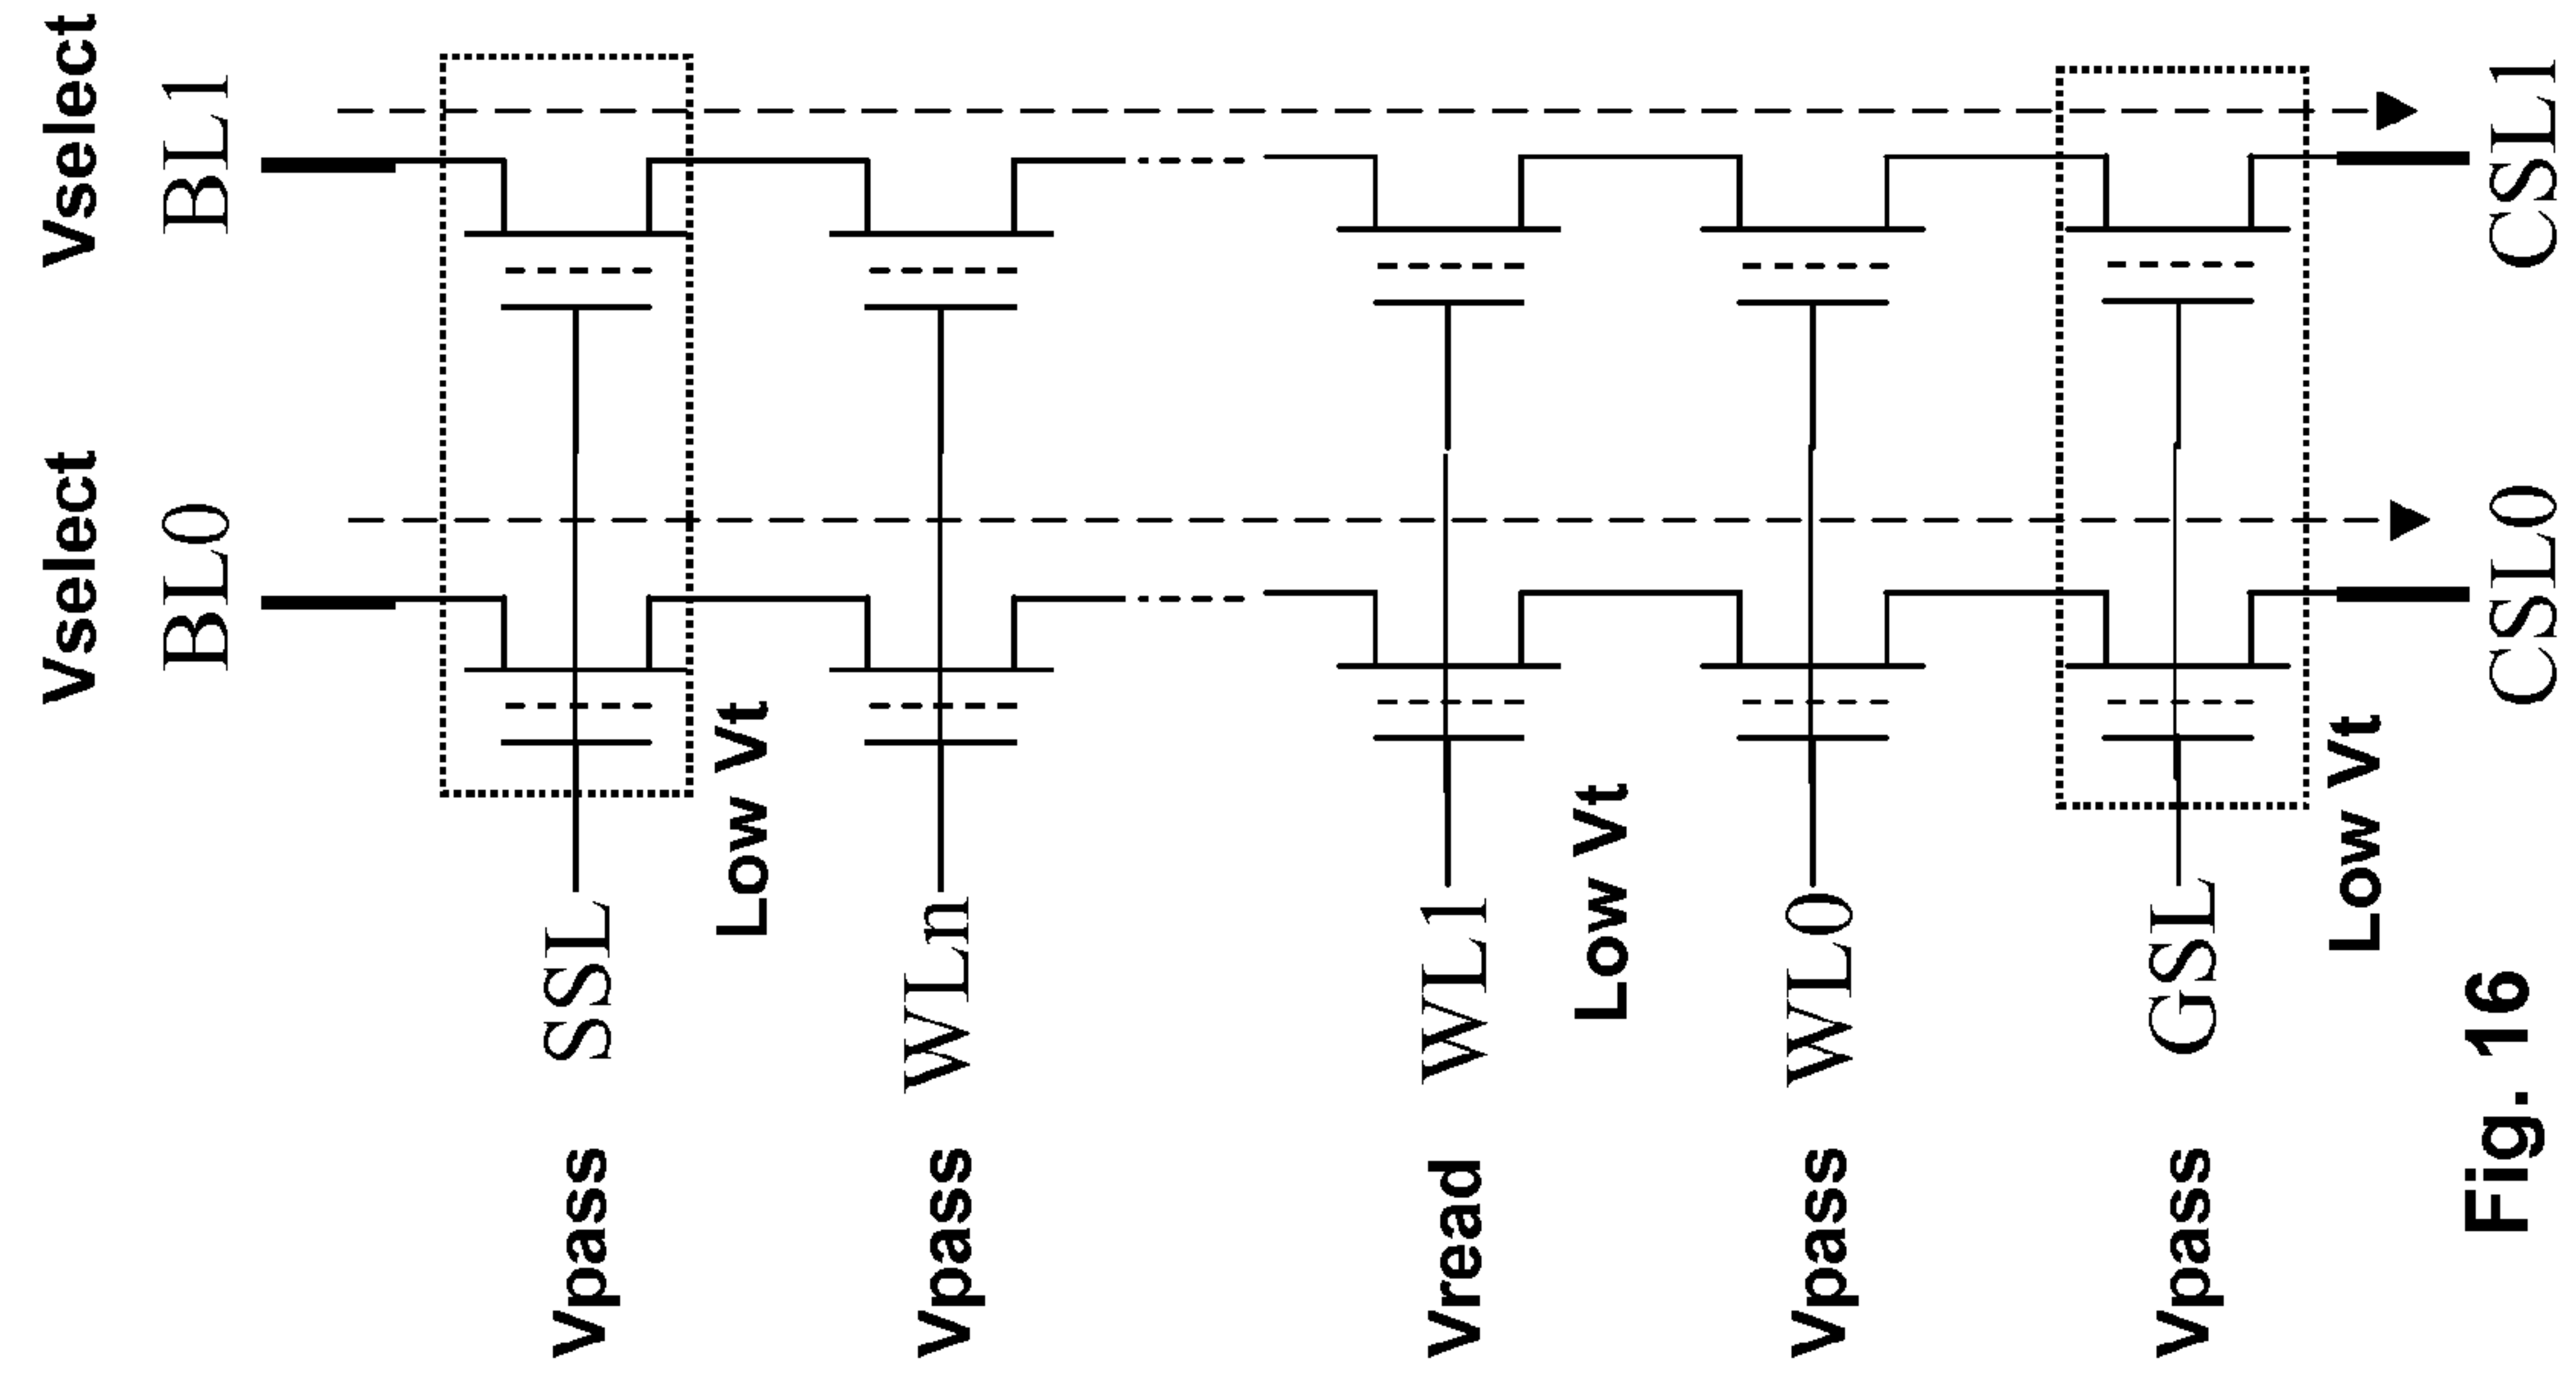 Vselect Vselect
BL0 BL1
Vpass SSL
Low Vt
Vpass WLn
Vread WL1
Low Vt
Vpass WL0
Vpass GSL
Low Vt
CSL0 CSL1
Fig. 16